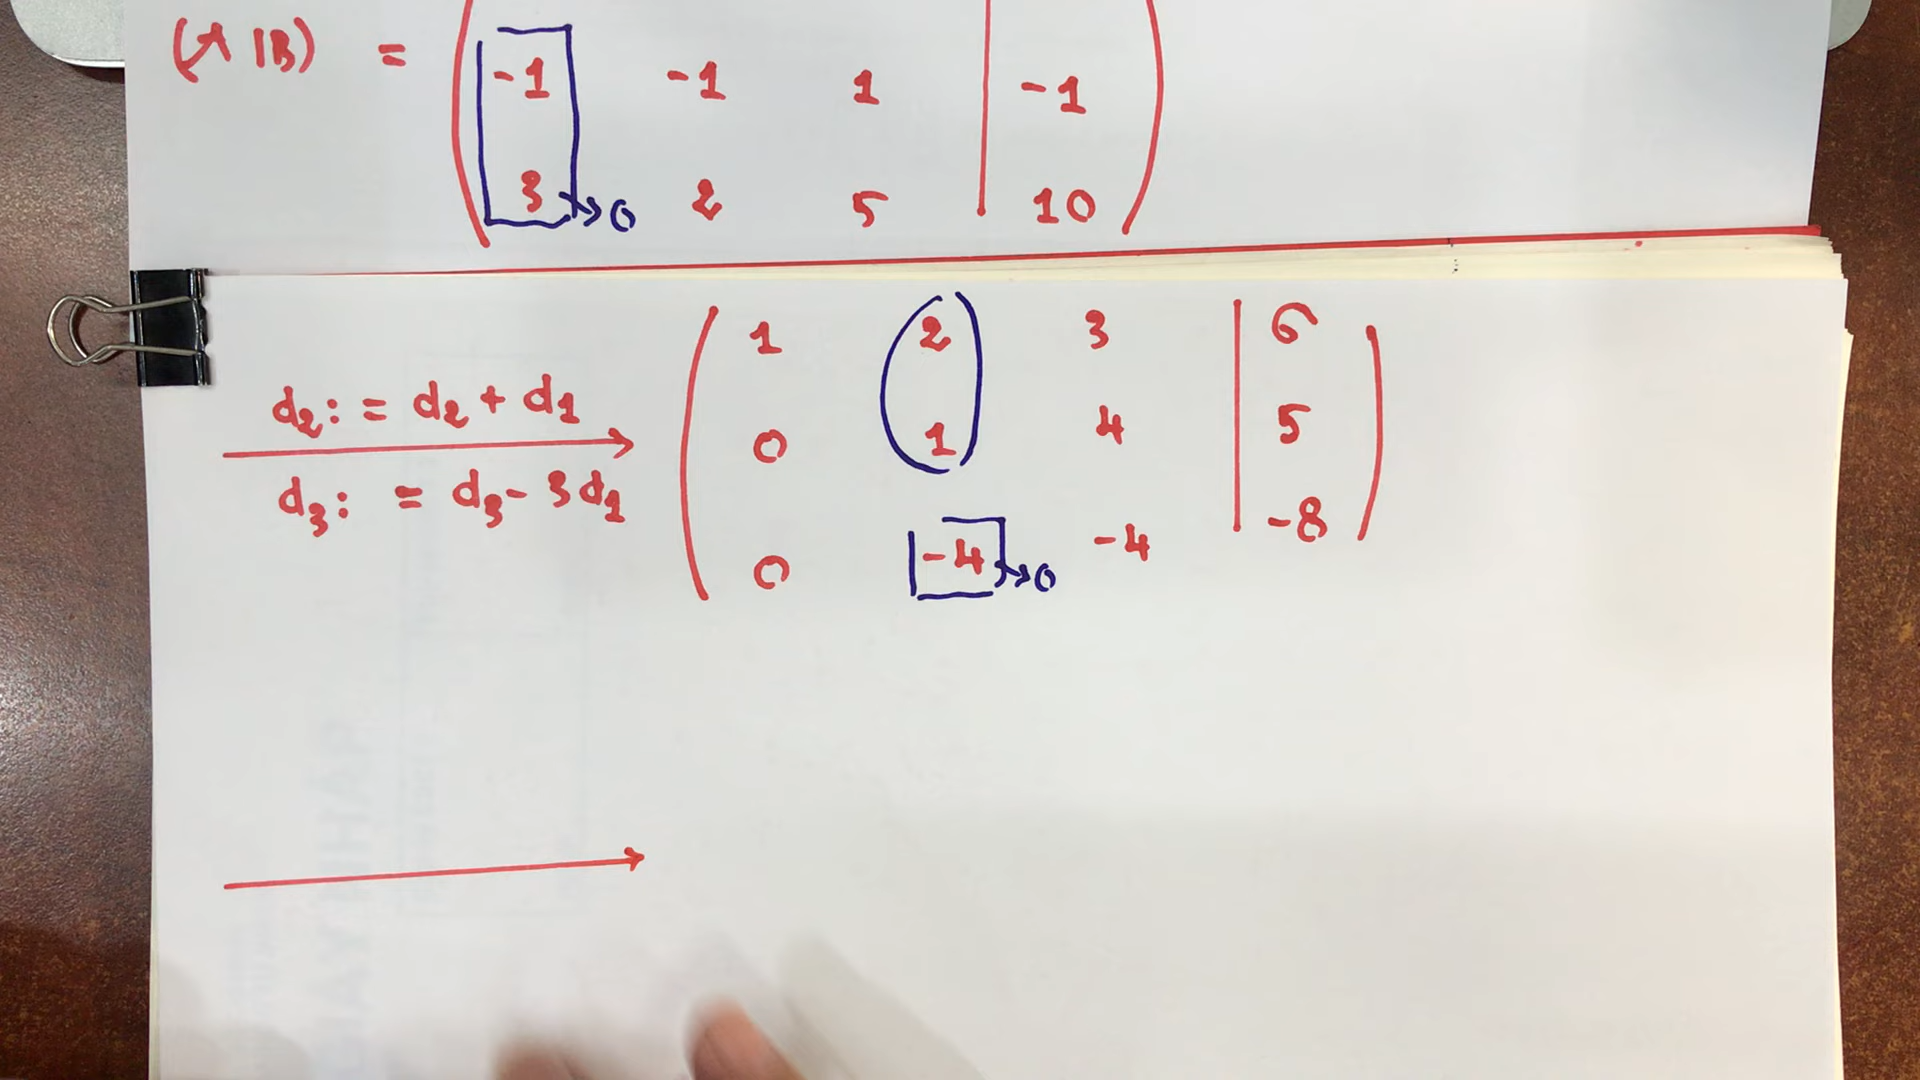 (A|B) = -1 -1 1 | -1
3 →0 2 5 | 10
1 2 3 | 6
d2: = d2 + d1
0 1 4 | 5
d3: = d3 - 3d1
0 -4 →0 -4 | -8